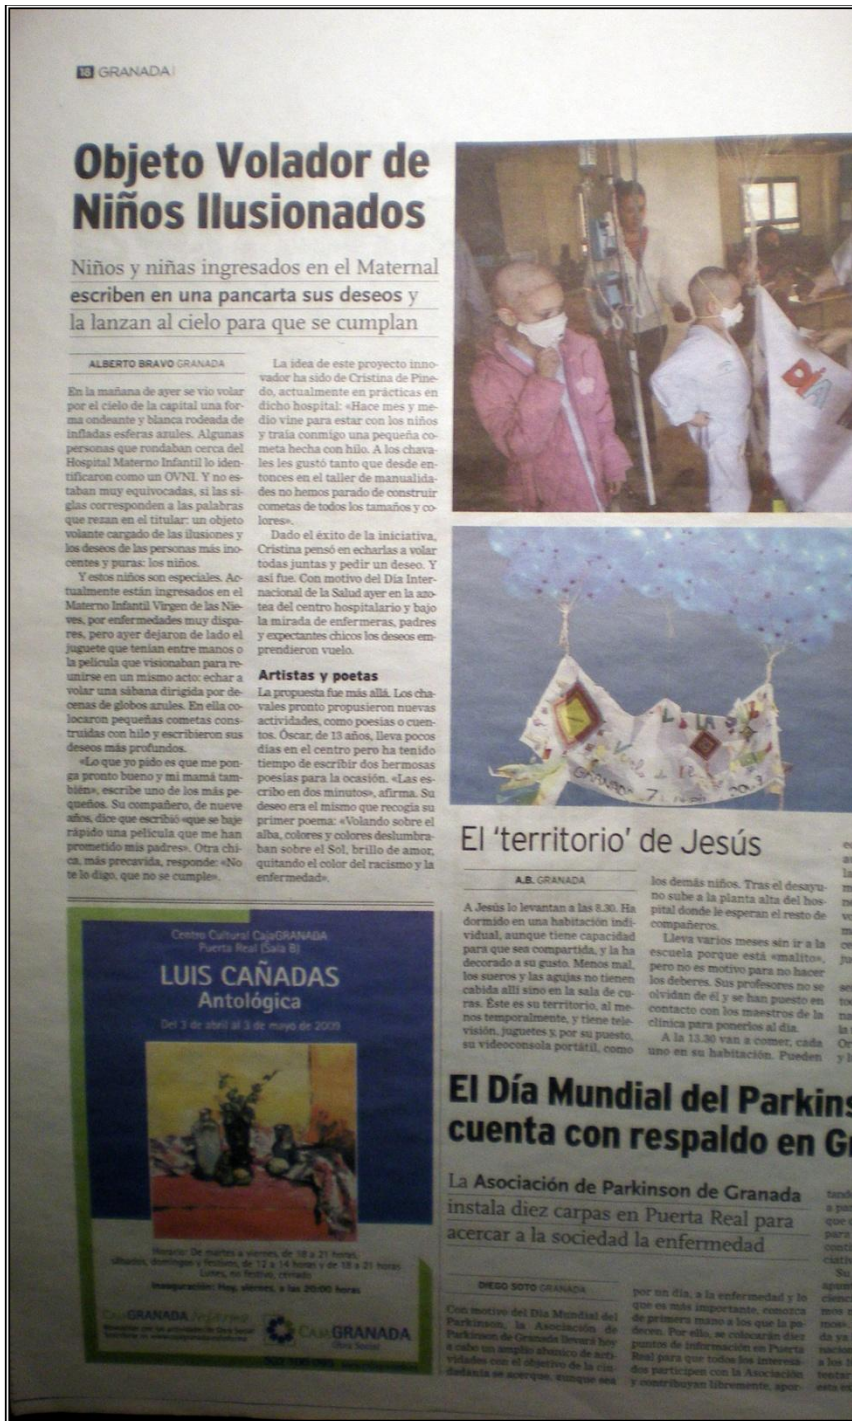 18 GRANADA
Objeto Volador de
Niños Ilusionados
Niños y niñas ingresados en el Maternal
escriben en una pancarta sus deseos y
la lanzan al cielo para que se cumplan
ALBERTO BRAVO GRANADA
En la mañana de ayer se vio volar
por el cielo de la capital una for-
ma ondeante y blanca rodeada de
infladas esferas azules. Algunas
personas que rondaban cerca del
Hospital Materno Infantil lo iden-
tificaron como un OVNI. Y no es-
taban muy equivocadas, si las si-
glas corresponden a las palabras
que rezan en el titular: un objeto
volante cargado de las ilusiones y
los deseos de las personas más ino-
centes y puras: los niños.
Y estos niños son especiales. Ac-
tualmente están ingresados en el
Materno Infantil Virgen de las Nie-
ves, por enfermedades muy dispa-
res, pero ayer dejaron de lado el
juguete que tenían entre manos o
la película que visionaban para re-
unirse en un mismo acto: echar a
volar una sábana dirigida por de-
cenas de globos azules. En ella co-
locaron pequeñas cometas cons-
truidas con hilo y escribieron sus
deseos más profundos.
«Lo que yo pido es que me pon-
ga pronto bueno y mi mamá tam-
bién», escribe uno de los más pe-
queños. Su compañero, de nueve
años, dice que escribió «que se baje
rápido una película que me han
prometido mis padres». Otra chi-
ca, más precavida, responde: «No
te lo digo, que no se cumple».
La idea de este proyecto inno-
vador ha sido de Cristina de Pine-
do, actualmente en prácticas en
dicho hospital: «Hace mes y me-
dio vine para estar con los niños
y traía conmigo una pequeña co-
meta hecha con hilo. A los chava-
les les gustó tanto que desde en-
tonces en el taller de manualida-
des no hemos parado de construir
cometas de todos los tamaños y co-
lores».
Dado el éxito de la iniciativa,
Cristina pensó en echarlas a volar
todas juntas y pedir un deseo. Y
así fue. Con motivo del Día Inter-
nacional de la Salud ayer en la azo-
tea del centro hospitalario y bajo
la mirada de enfermeras, padres
y expectantes chicos los deseos em-
prendieron vuelo.
Artistas y poetas
La propuesta fue más allá. Los cha-
vales pronto propusieron nuevas
actividades, como poesías o cuen-
tos. Óscar, de 13 años, lleva pocos
días en el centro pero ha tenido
tiempo de escribir dos hermosas
poesías para la ocasión. «Las es-
cribo en dos minutos», afirma. Su
deseo era el mismo que recogía su
primer poema: «Volando sobre el
alba, colores y colores deslumbra-
ban sobre el Sol, brillo de amor,
quitando el color del racismo y la
enfermedad».
DIA
GRANADA 7
El 'territorio' de Jesús
A.B. GRANADA
A Jesús lo levantan a las 8.30. Ha
dormido en una habitación indi-
vidual, aunque tiene capacidad
para que sea compartida, y la ha
decorado a su gusto. Menos mal,
los sueros y las agujas no tienen
cabida allí sino en la sala de cu-
ras. Éste es su territorio, al me-
nos temporalmente, y tiene tele-
visión, juguetes y, por su puesto,
su videoconsola portátil, como
los demás niños. Tras el desayu-
no sube a la planta alta del hos-
pital donde le esperan el resto de
compañeros.
Lleva varios meses sin ir a la
escuela porque está «malito»,
pero no es motivo para no hacer
los deberes. Sus profesores no se
olvidan de él y se han puesto en
contacto con los maestros de la
clínica para ponerlos al día.
A la 13.30 van a comer, cada
uno en su habitación. Pueden
Centro Cultural CajaGRANADA
Puerta Real (Sala B)
LUIS CAÑADAS
Antológica
Del 3 de abril al 3 de mayo de 2009
Horario: De martes a viernes, de 18 a 21 horas,
sábados, domingos y festivos, de 12 a 14 horas y de 18 a 21 horas
Lunes, no festivo, cerrado
Inauguración: Hoy, viernes, a las 20:00 horas
CajaGRANADA
CajaGRANADA
Obra Social
El Día Mundial del Parkins
cuenta con respaldo en Gr
La Asociación de Parkinson de Granada
instala diez carpas en Puerta Real para
acercar a la sociedad la enfermedad
DIEGO SOTO GRANADA
Con motivo del Día Mundial del
Parkinson, la Asociación de
Parkinson de Granada llevará hoy
a cabo un amplio abanico de acti-
vidades con el objetivo de la ciu-
dadanía se acerque, aunque sea
por un día, a la enfermedad y lo
que es más importante, conozca
de primera mano a los que la pa-
decen. Por ello, se colocarán diez
puntos de información en Puerta
Real para que todos los interesa-
dos participen con la Asociación
y contribuyan libremente, apor-